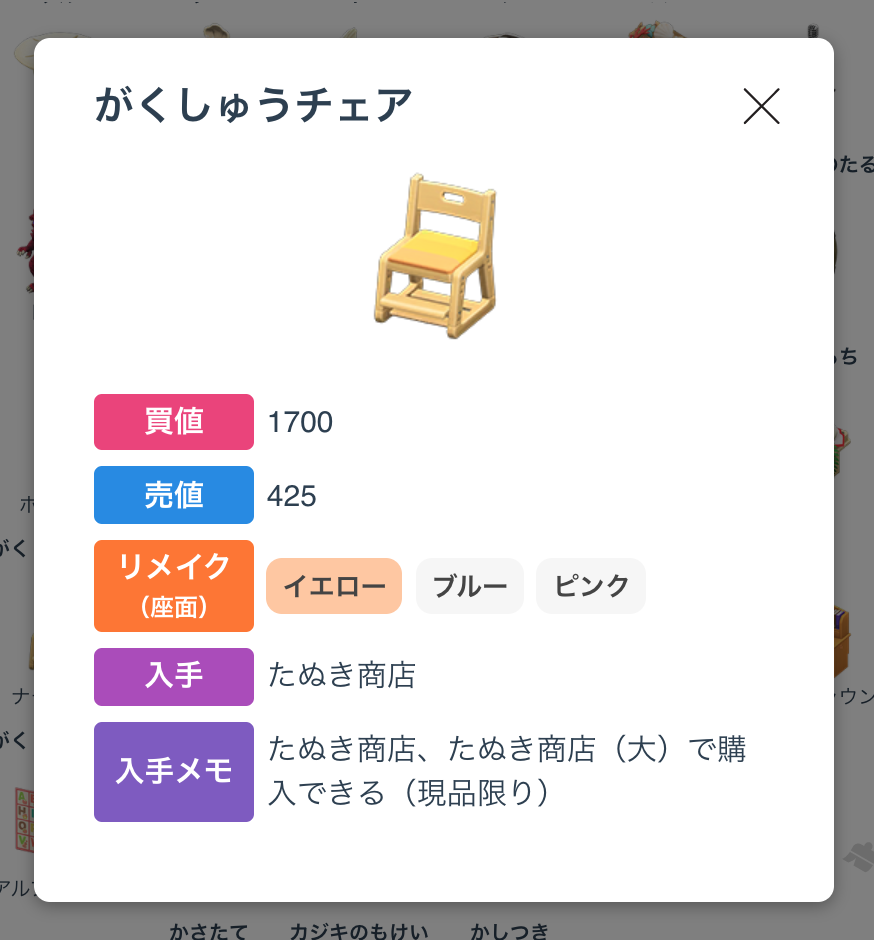 がくしゅうチェア
買値 1700
売値 425
リメイク
（座面）
イエロー ブルー ピンク
入手 たぬき商店
入手メモ
たぬき商店、たぬき商店（大）で購
入できる（現品限り）
かさたて カジキのもけい かしつき